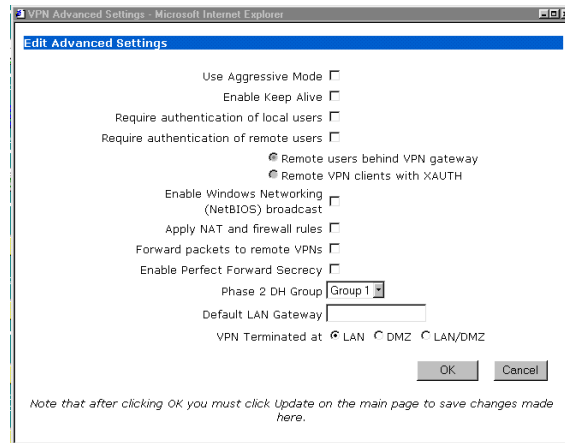 VPN Advanced Settings - Microsoft Internet Explorer
Edit Advanced Settings
Use Aggressive Mode
Enable Keep Alive
Require authentication of local users
Require authentication of remote users
Remote users behind VPN gateway
Remote VPN clients with XAUTH
Enable Windows Networking
(NetBIOS) broadcast
Apply NAT and firewall rules
Forward packets to remote VPNs
Enable Perfect Forward Secrecy
Phase 2 DH Group Group 1
Default LAN Gateway
VPN Terminated at LAN DMZ LAN/DMZ
OK Cancel
Note that after clicking OK you must click Update on the main page to save changes made
here.